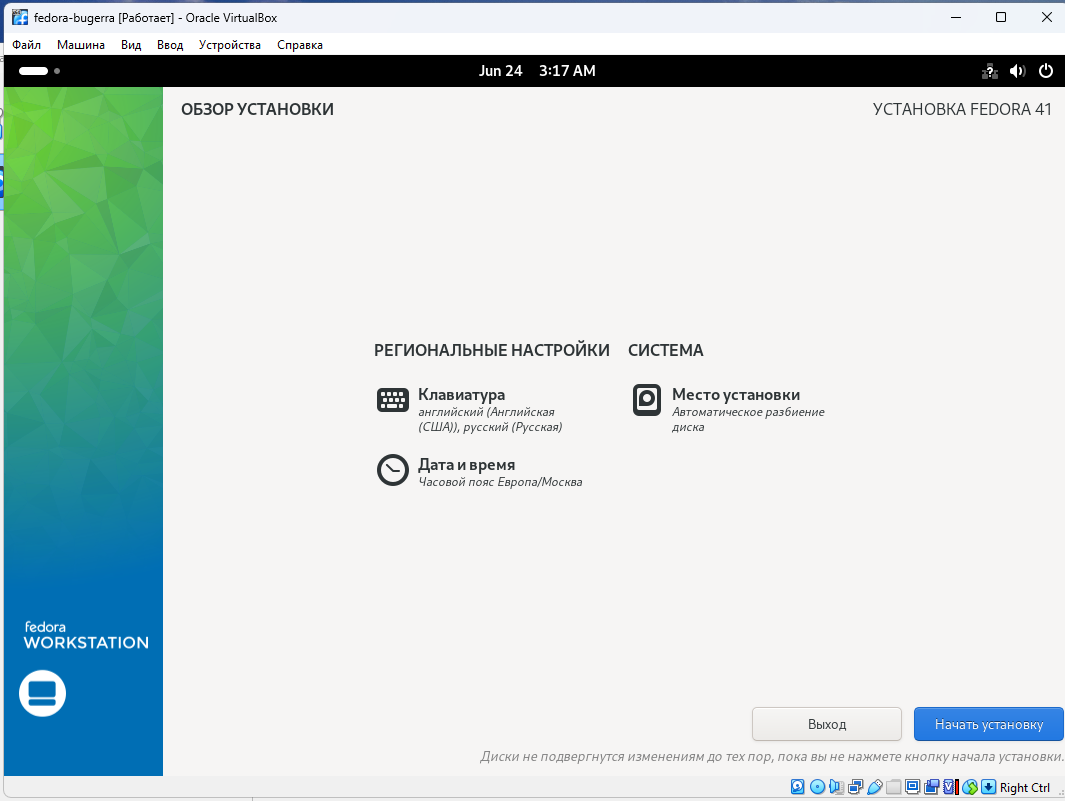 fedora-bugerra [Работает] - Oracle VirtualBox
Файл Машина Вид Ввод Устройства Справка
Jun 24 3:17 AM
ОБЗОР УСТАНОВКИ
УСТАНОВКА FEDORA 41
РЕГИОНАЛЬНЫЕ НАСТРОЙКИ
Клавиатура
английский (Английская
(США)), русский (Русская)
Дата и время
Часовой пояс Европа/Москва
СИСТЕМА
Место установки
Автоматическое разбиение
диска
fedora
WORKSTATION
Выход
Начать установку
Диски не подвергнутся изменениям до тех пор, пока вы не нажмете кнопку начала установки.
Right Ctrl